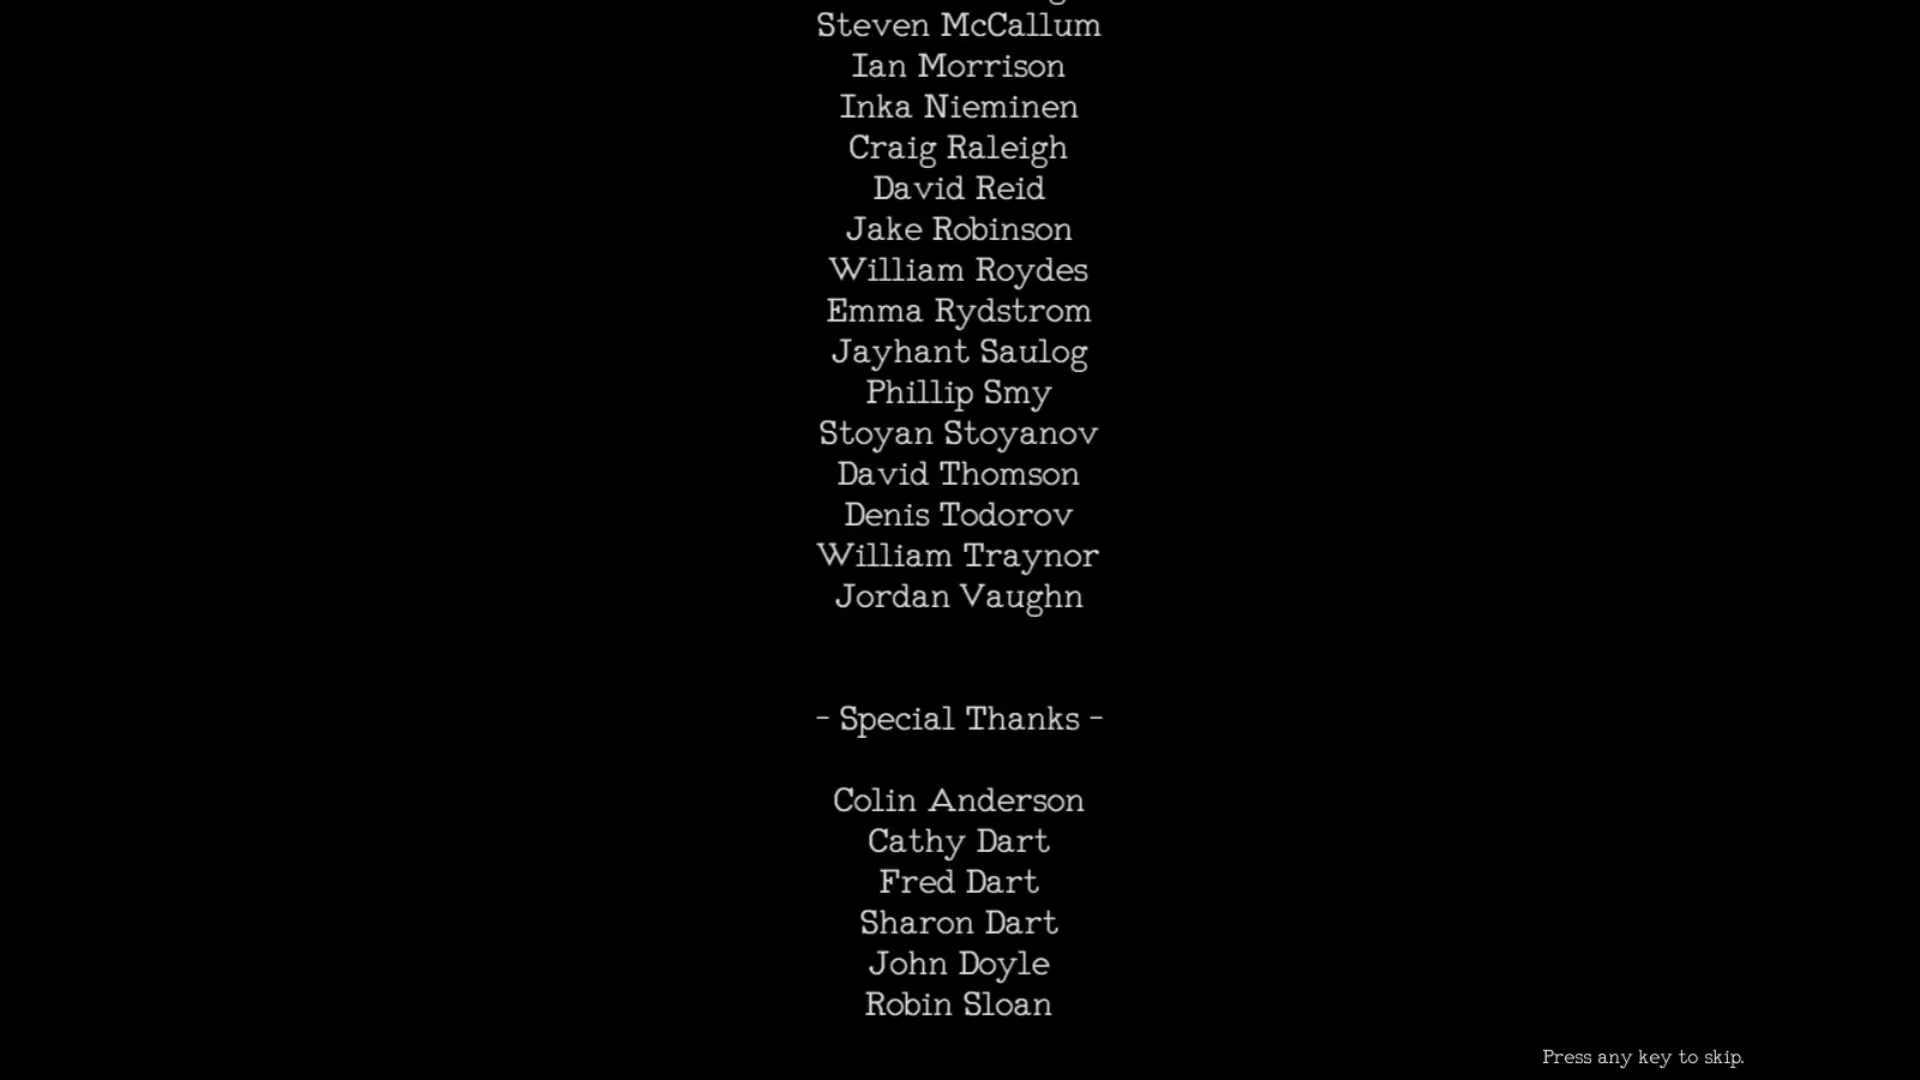 Steven McCallum
Ian Morrison
Inka Nieminen
Craig Raleigh
David Reid
Jake Robinson
William Roydes
Emma Rydstrom
Jayhant Saulog
Phillip Smy
Stoyan Stoyanov
David Thomson
Denis Todorov
William Traynor
Jordan Vaughn
- Special Thanks -
Colin Anderson
Cathy Dart
Fred Dart
Sharon Dart
John Doyle
Robin Sloan
Press any key to skip.